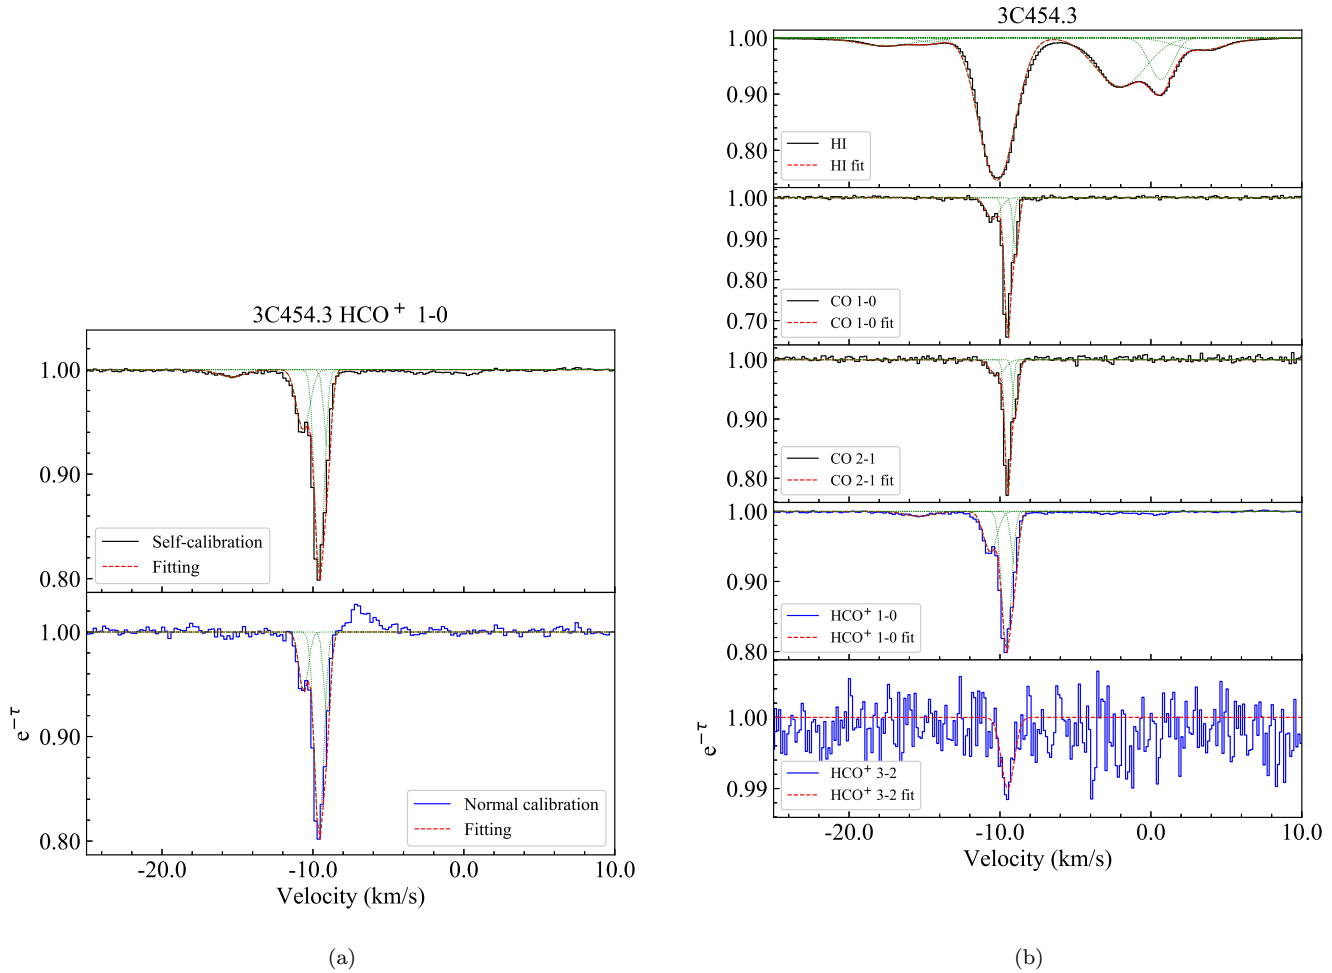 3C454.3 HCO+ 1-0
1.00
0.90
0.80
Self-calibration
Fitting
1.00
0.90
0.80
e^−τ
Normal calibration
Fitting
-20.0 -10.0 0.0 10.0
Velocity (km/s)
(a)
3C454.3
1.00
0.90
0.80
HI
HI fit
1.00
0.90
0.80
0.70
CO 1-0
CO 1-0 fit
1.00
0.90
0.80
CO 2-1
CO 2-1 fit
1.00
0.90
0.80
HCO+ 1-0
HCO+ 1-0 fit
1.00
0.99
e^−τ
HCO+ 3-2
HCO+ 3-2 fit
-20.0 -10.0 0.0 10.0
Velocity (km/s)
(b)